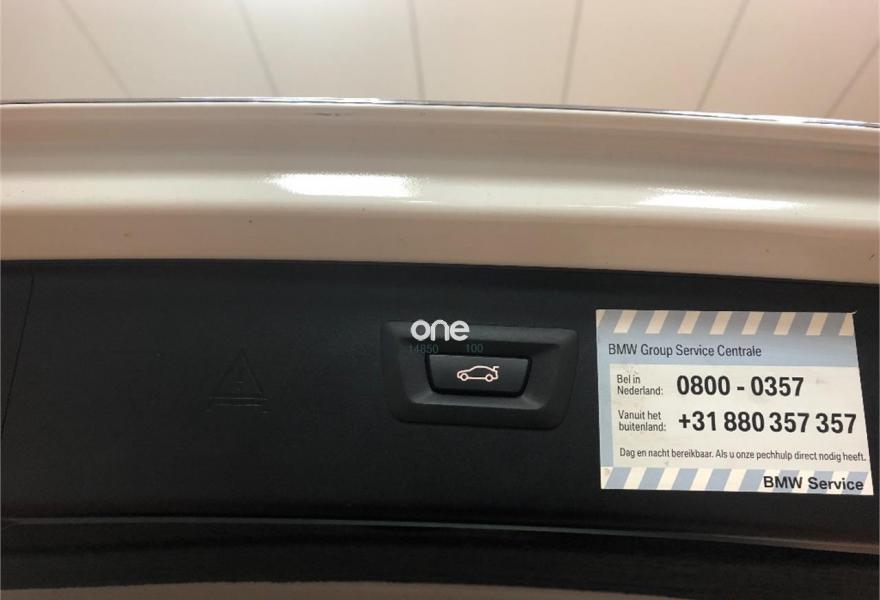 one
14850 100
BMW Group Service Centrale
Bel in Nederland: 0800 - 0357
Vanuit het buitenland: +31 880 357 357
Dag en nacht bereikbaar. Als u onze pechhulp direct nodig heeft.
BMW Service